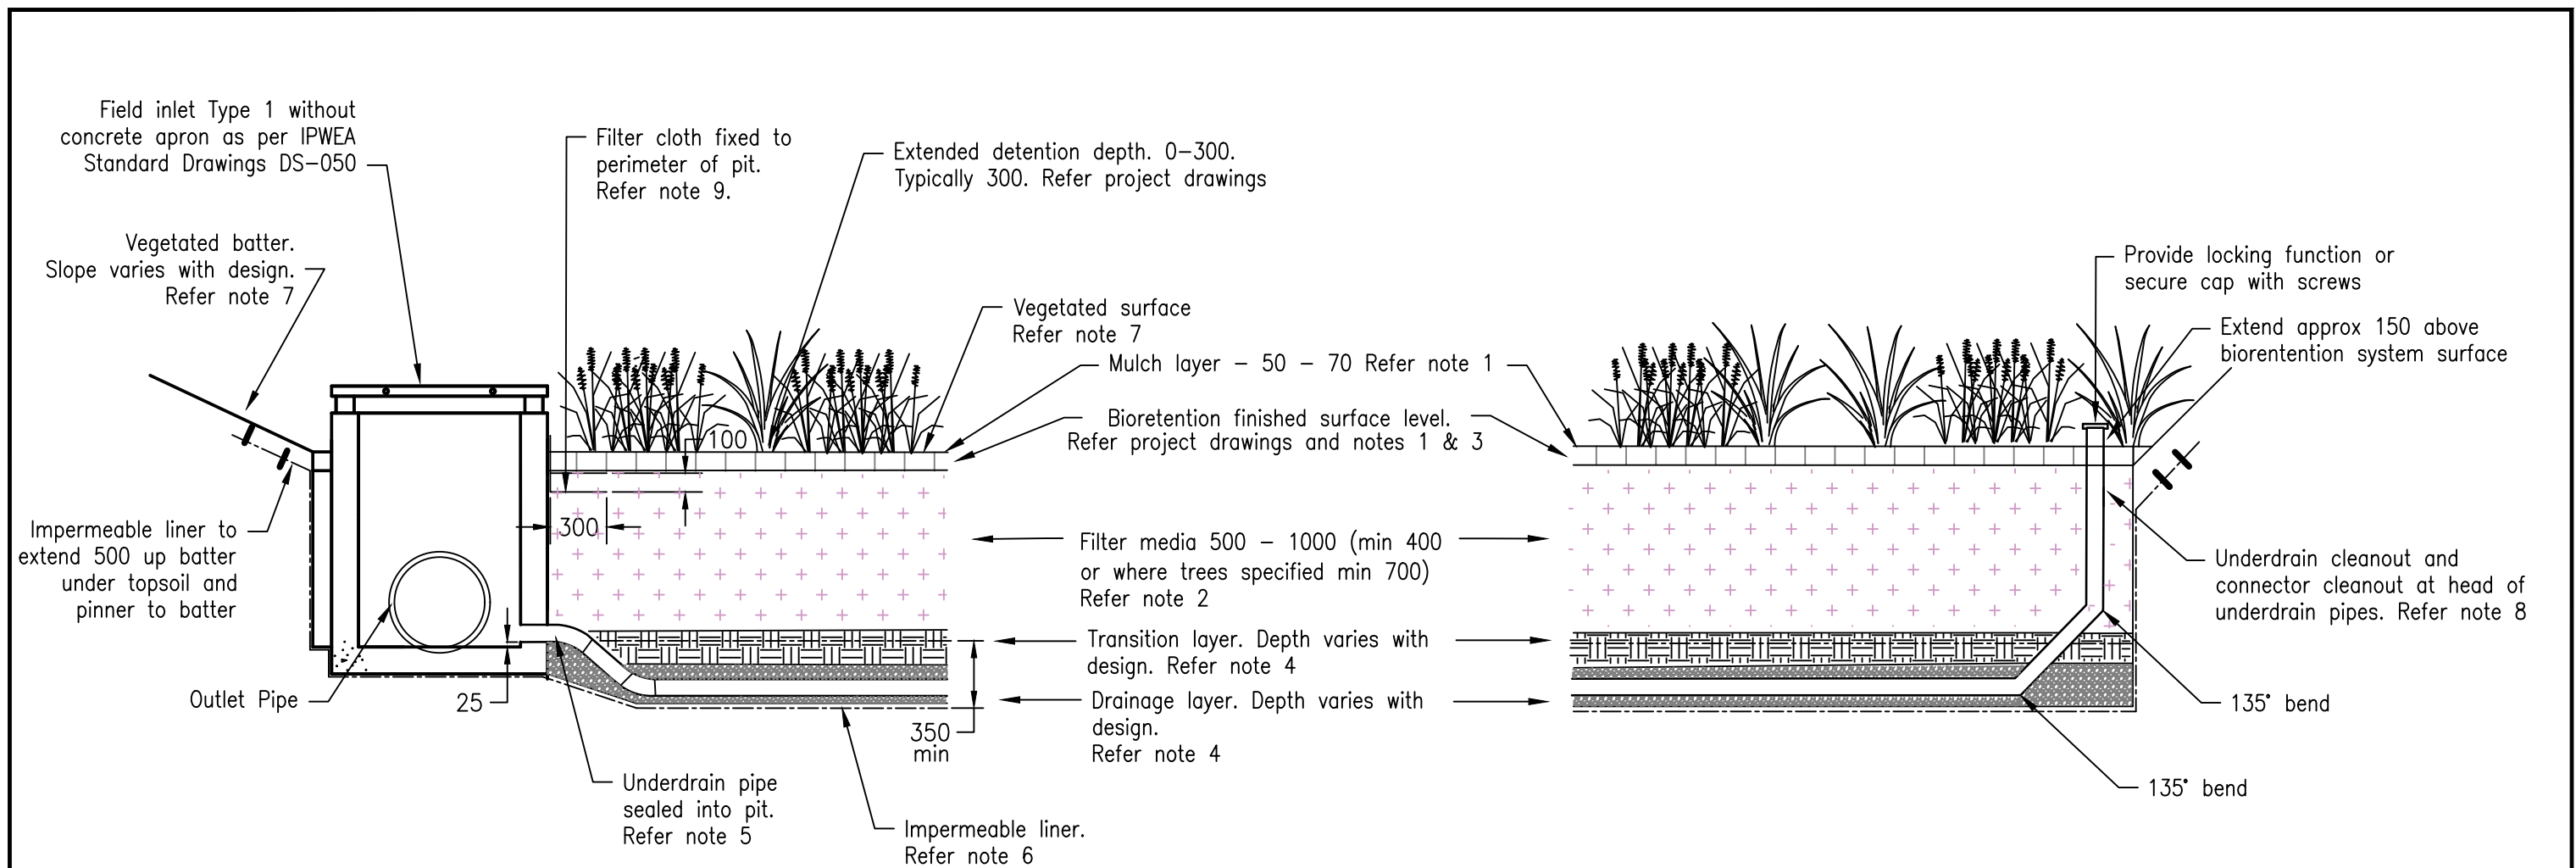 Field inlet Type 1 without
concrete apron as per IPWEA
Standard Drawings DS-050
Filter cloth fixed to
perimeter of pit.
Refer note 9.
Extended detention depth. 0-300.
Typically 300. Refer project drawings
Vegetated batter.
Slope varies with design.
Refer note 7
Vegetated surface
Refer note 7
Mulch layer - 50 - 70 Refer note 1
Bioretention finished surface level.
Refer project drawings and notes 1 & 3
Provide locking function or
secure cap with screws
Extend approx 150 above
biorentention system surface
100
300
Impermeable liner to
extend 500 up batter
under topsoil and
pinner to batter
Filter media 500 - 1000 (min 400
or where trees specified min 700)
Refer note 2
Underdrain cleanout and
connector cleanout at head of
underdrain pipes. Refer note 8
Transition layer. Depth varies with
design. Refer note 4
Outlet Pipe
25
350
min
Drainage layer. Depth varies with
design.
Refer note 4
135° bend
135° bend
Underdrain pipe
sealed into pit.
Refer note 5
Impermeable liner.
Refer note 6